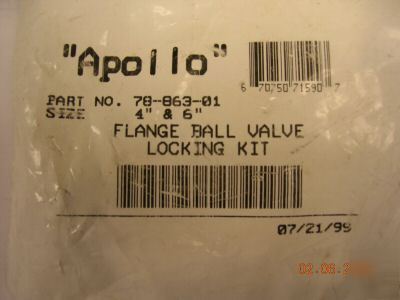 "Apollo"
6 70750 71590 7
PART NO. 78-863-01
SIZE 4" & 6"
FLANGE BALL VALVE
LOCKING KIT
07/21/99